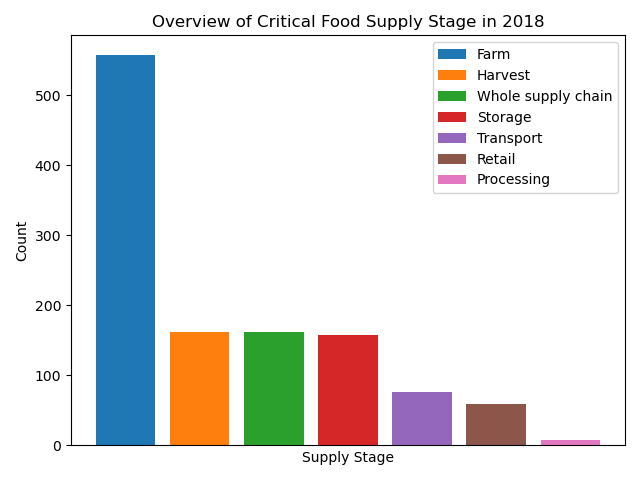 Overview of Critical Food Supply Stage in 2018
Farm
Harvest
Whole supply chain
Storage
Transport
Retail
Processing
Count
500
400
300
200
100
0
Supply Stage